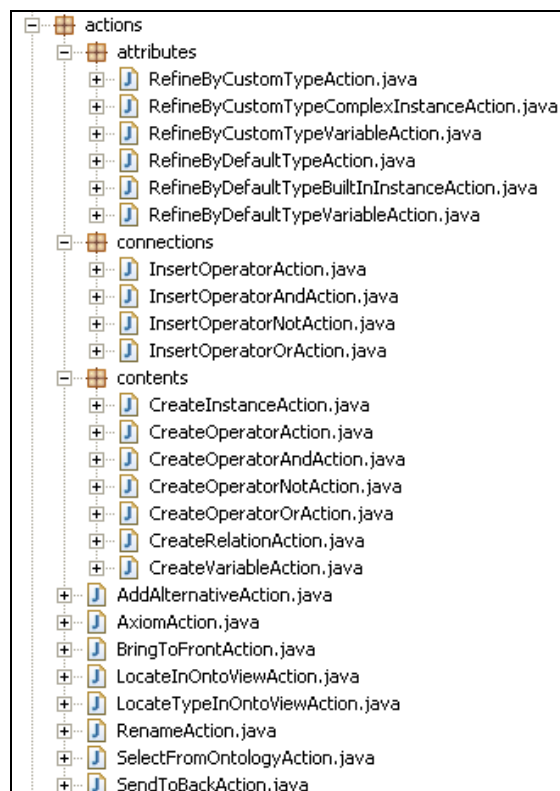 actions
attributes
RefineByCustomTypeAction.java
RefineByCustomTypeComplexInstanceAction.java
RefineByCustomTypeVariableAction.java
RefineByDefaultTypeAction.java
RefineByDefaultTypeBuiltInInstanceAction.java
RefineByDefaultTypeVariableAction.java
connections
InsertOperatorAction.java
InsertOperatorAndAction.java
InsertOperatorNotAction.java
InsertOperatorOrAction.java
contents
CreateInstanceAction.java
CreateOperatorAction.java
CreateOperatorAndAction.java
CreateOperatorNotAction.java
CreateOperatorOrAction.java
CreateRelationAction.java
CreateVariableAction.java
AddAlternativeAction.java
AxiomAction.java
BringToFrontAction.java
LocateInOntoViewAction.java
LocateTypeInOntoViewAction.java
RenameAction.java
SelectFromOntologyAction.java
SendToBackAction.java